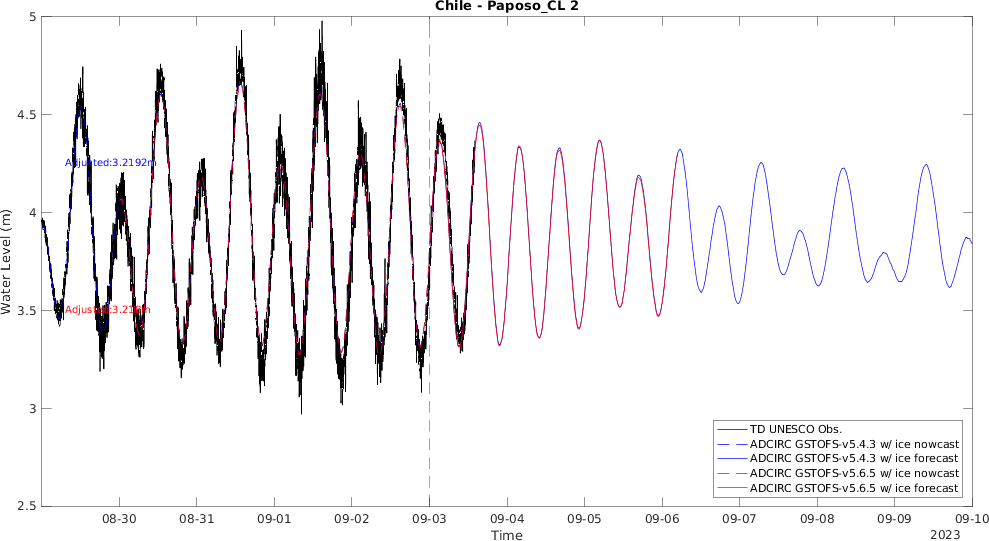 Chile - Paposo_CL 2
5
4.5
4
3.5
3
2.5
Water Level (m)
Adjusted:3.2192m
TD UNESCO Obs.
ADCIRC GSTOFS-v5.4.3 w/ ice nowcast
ADCIRC GSTOFS-v5.4.3 w/ ice forecast
ADCIRC GSTOFS-v5.6.5 w/ ice nowcast
ADCIRC GSTOFS-v5.6.5 w/ ice forecast
08-30 08-31 09-01 09-02 09-03 09-04 09-05 09-06 09-07 09-08 09-09 09-10
Time
2023